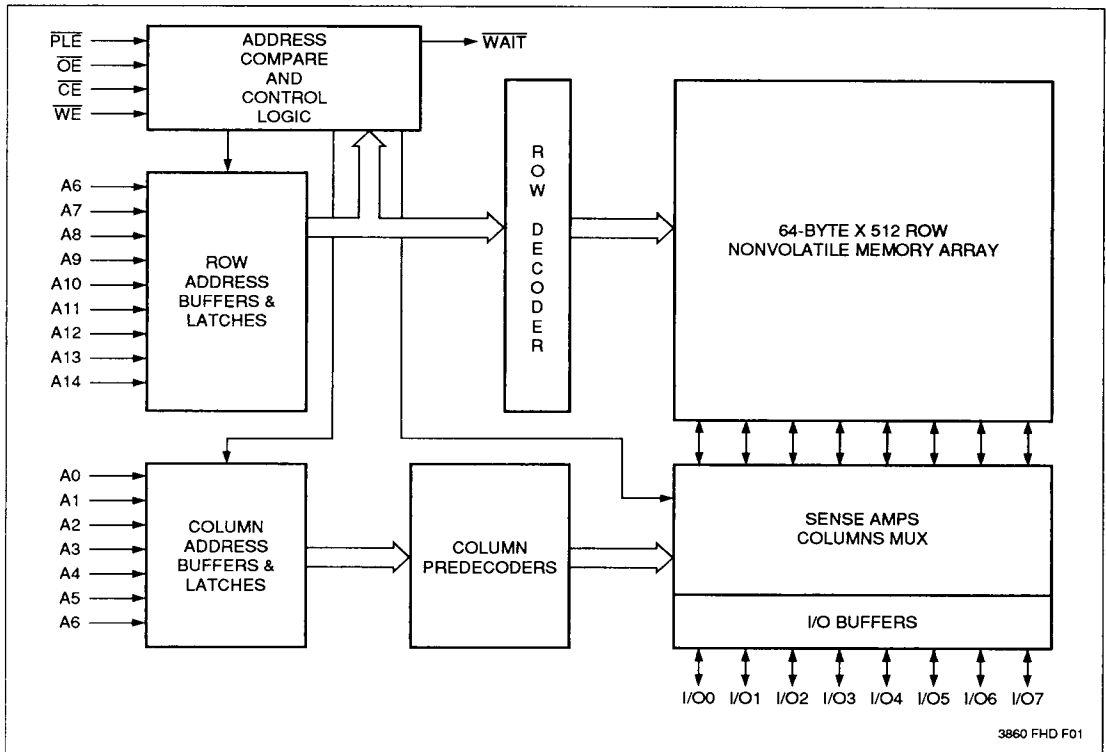 PLE
OE
CE
WE
ADDRESS
COMPARE
AND
CONTROL
LOGIC
WAIT
A6
A7
A8
A9
A10
A11
A12
A13
A14
ROW
ADDRESS
BUFFERS &
LATCHES
ROW DECODER
64-BYTE X 512 ROW
NONVOLATILE MEMORY ARRAY
A0
A1
A2
A3
A4
A5
A6
COLUMN
ADDRESS
BUFFERS &
LATCHES
COLUMN
PREDECODERS
SENSE AMPS
COLUMNS MUX
I/O BUFFERS
I/O0 I/O1 I/O2 I/O3 I/O4 I/O5 I/O6 I/O7
3860 FHD F01